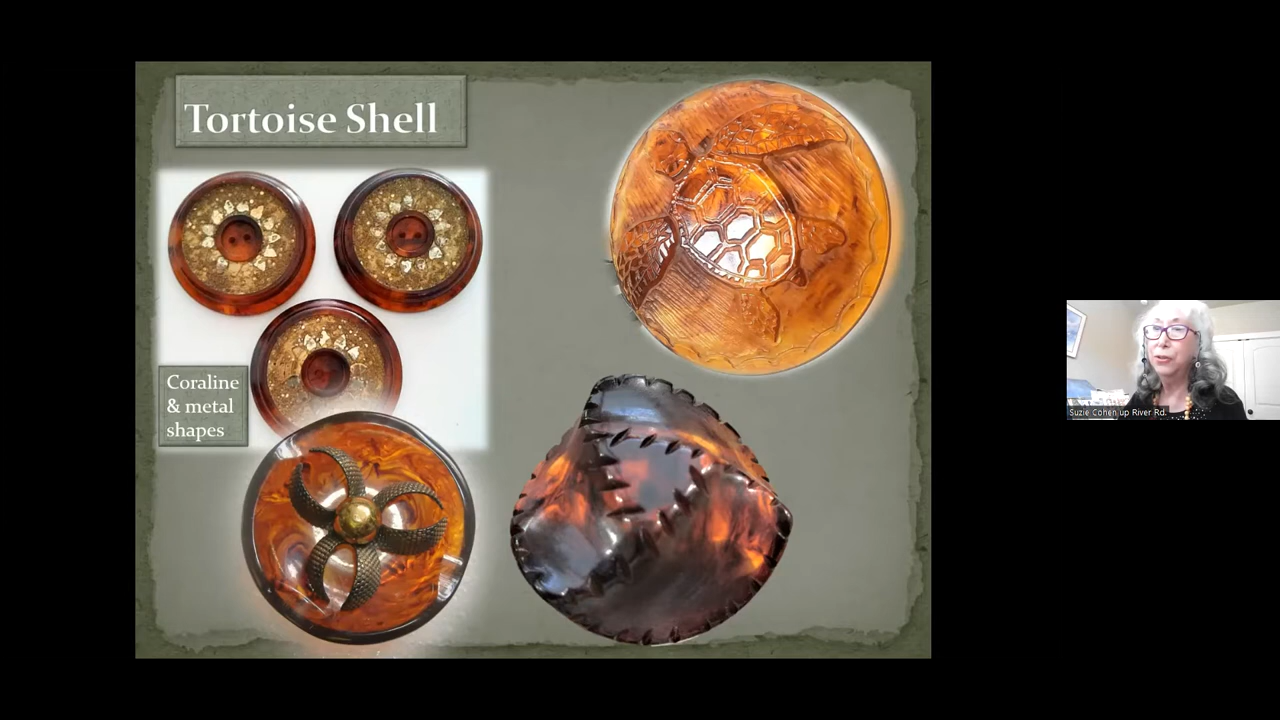 Tortoise Shell
Coraline
& metal
shapes
Suzie Cohen up River Rd.